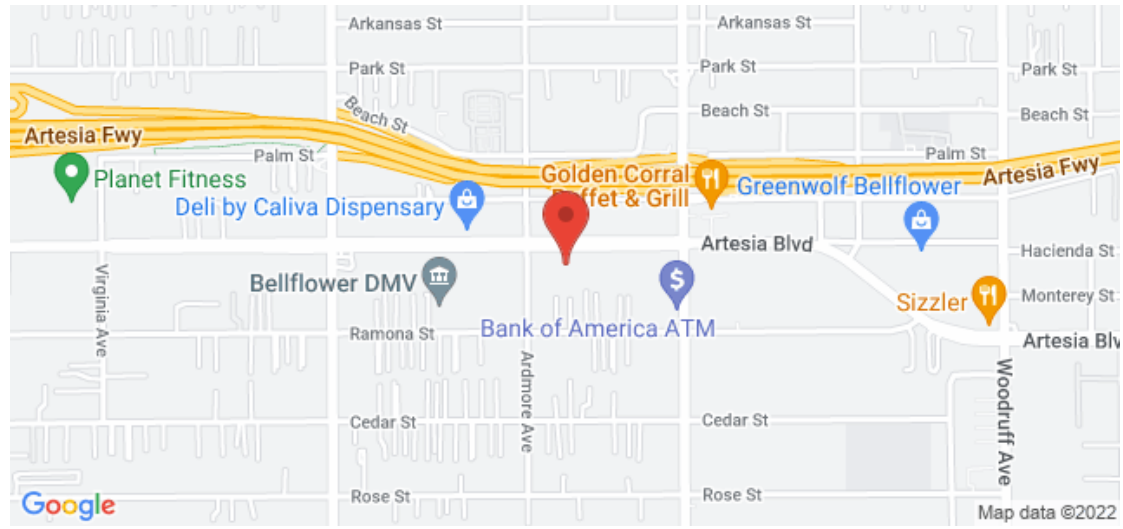 Arkansas St
Arkansas St
Park St
Park St
Park St
Beach St
Beach St
Beach St
Artesia Fwy
Palm St
Palm St
Artesia Fwy
Planet Fitness
Golden Corral
ffet & Grill
Greenwolf Bellflower
Deli by Caliva Dispensary
Artesia Blvd
Hacienda St
Bellflower DMV
$
Virginia Ave
Sizzler
Monterey St
Ramona St
Bank of America ATM
Artesia Blv
Ardmore Ave
Woodruff Ave
Cedar St
Cedar St
Rose St
Rose St
Google
Map data ©2022